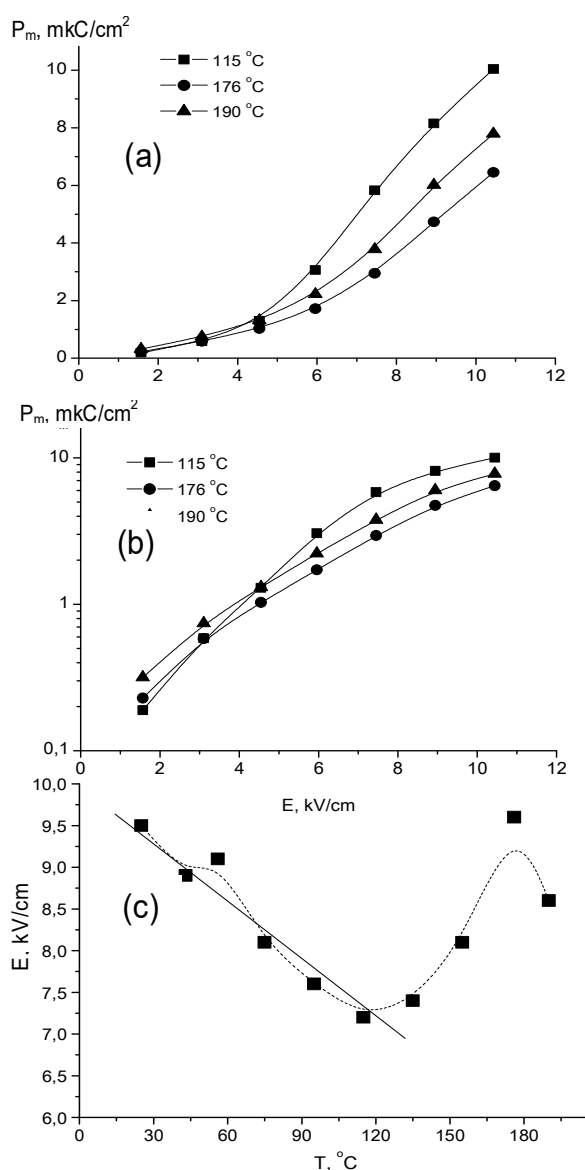 Pm, mkC/cm²
115 °C
176 °C
190 °C
(a)
10
8
6
4
2
0
0 2 4 6 8 10 12
Pm, mkC/cm²
115 °C
176 °C
190 °C
(b)
10
1
0,1
0 2 4 6 8 10 12
E, kV/cm
10,0
9,5
9,0
8,5
8,0
7,5
7,0
6,5
6,0
E, kV/cm
(c)
0 30 60 90 120 150 180
T, °C